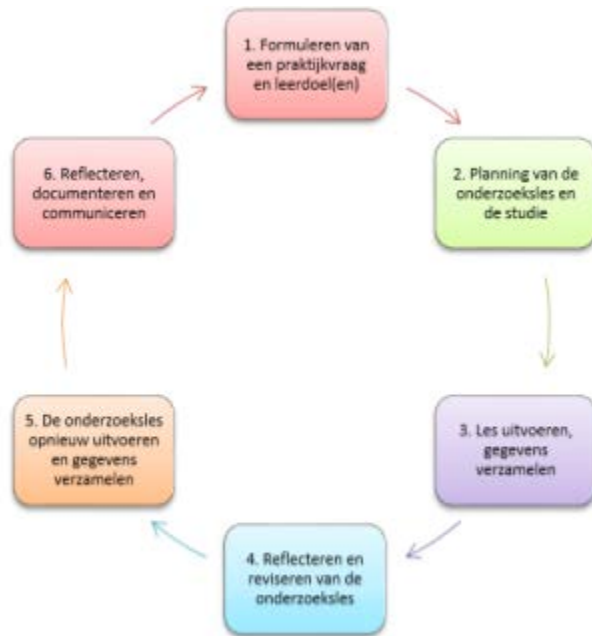 1. Formuleren van
een praktijkvraag
en leerdoel(en)
2. Planning van de
onderzoeksles en
de studie
3. Les uitvoeren,
gegevens
verzamelen
4. Reflecteren en
reviseren van de
onderzoeksles
5. De onderzoeksles
opnieuw uitvoeren
en gegevens
verzamelen
6. Reflecteren,
documenteren en
communiceren